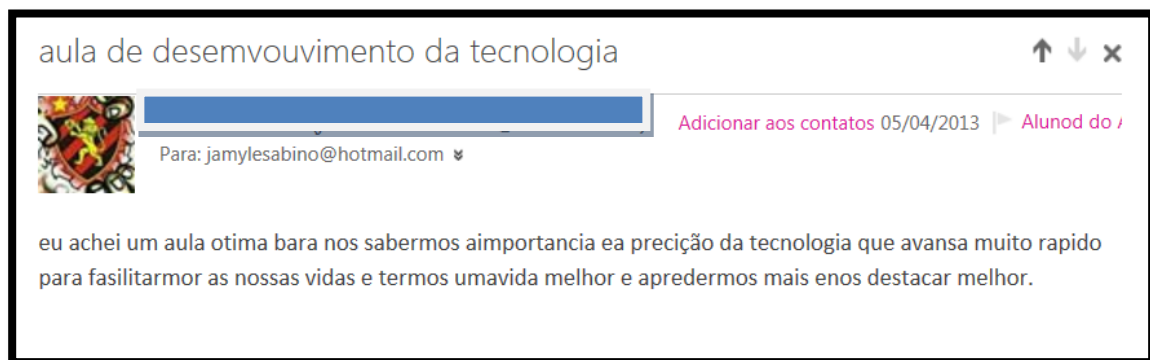 aula de desemvouvimento da tecnologia
Adicionar aos contatos 05/04/2013 Alunod do
Para: jamylesabino@hotmail.com
eu achei um aula otima bara nos sabermos aimportancia ea precição da tecnologia que avansa muito rapido
para fasilitarmor as nossas vidas e termos umavida melhor e apredermos mais enos destacar melhor.